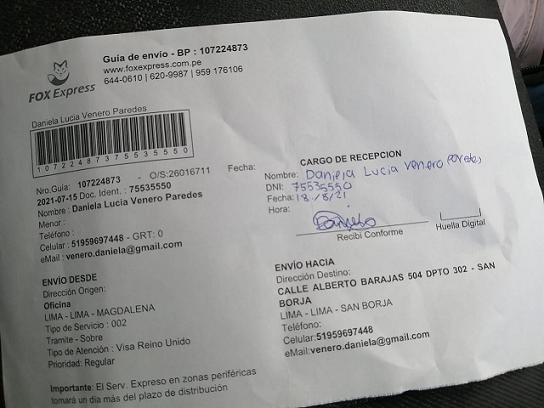 FOX Express
Guía de envío - BP : 107224873
www.foxexpress.com.pe
644-0610 | 620-9987 | 959 176106
Daniela Lucia Venero Paredes
10722487375535550
Nro.Guía: 107224873 - O/S:26016711 Fecha:
2021-07-15 Doc. Ident. : 75535550
Nombre : Daniela Lucia Venero Paredes
Menor :
Teléfono :
Celular : 51959697448 - GRT: 0
eMail : venero.daniela@gmail.com
ENVÍO DESDE
Dirección Origen:
Oficina
LIMA - LIMA - MAGDALENA
Tipo de Servicio : 002
Tramite - Sobre
Tipo de Atención : Visa Reino Unido
Prioridad: Regular
Importante: El Serv. Expreso en zonas periféricas
tomará un día más del plazo de distribución
CARGO DE RECEPCION
Nombre: Daniela Lucia Venero Paredes
DNI: 75535550
Fecha: 18/8/21
Hora:
Recibi Conforme
Huella Digital
ENVÍO HACIA
Dirección Destino:
CALLE ALBERTO BARAJAS 504 DPTO 302 - SAN
BORJA
LIMA - LIMA - SAN BORJA
Teléfono:
Celular:51959697448
eMail:venero.daniela@gmail.com